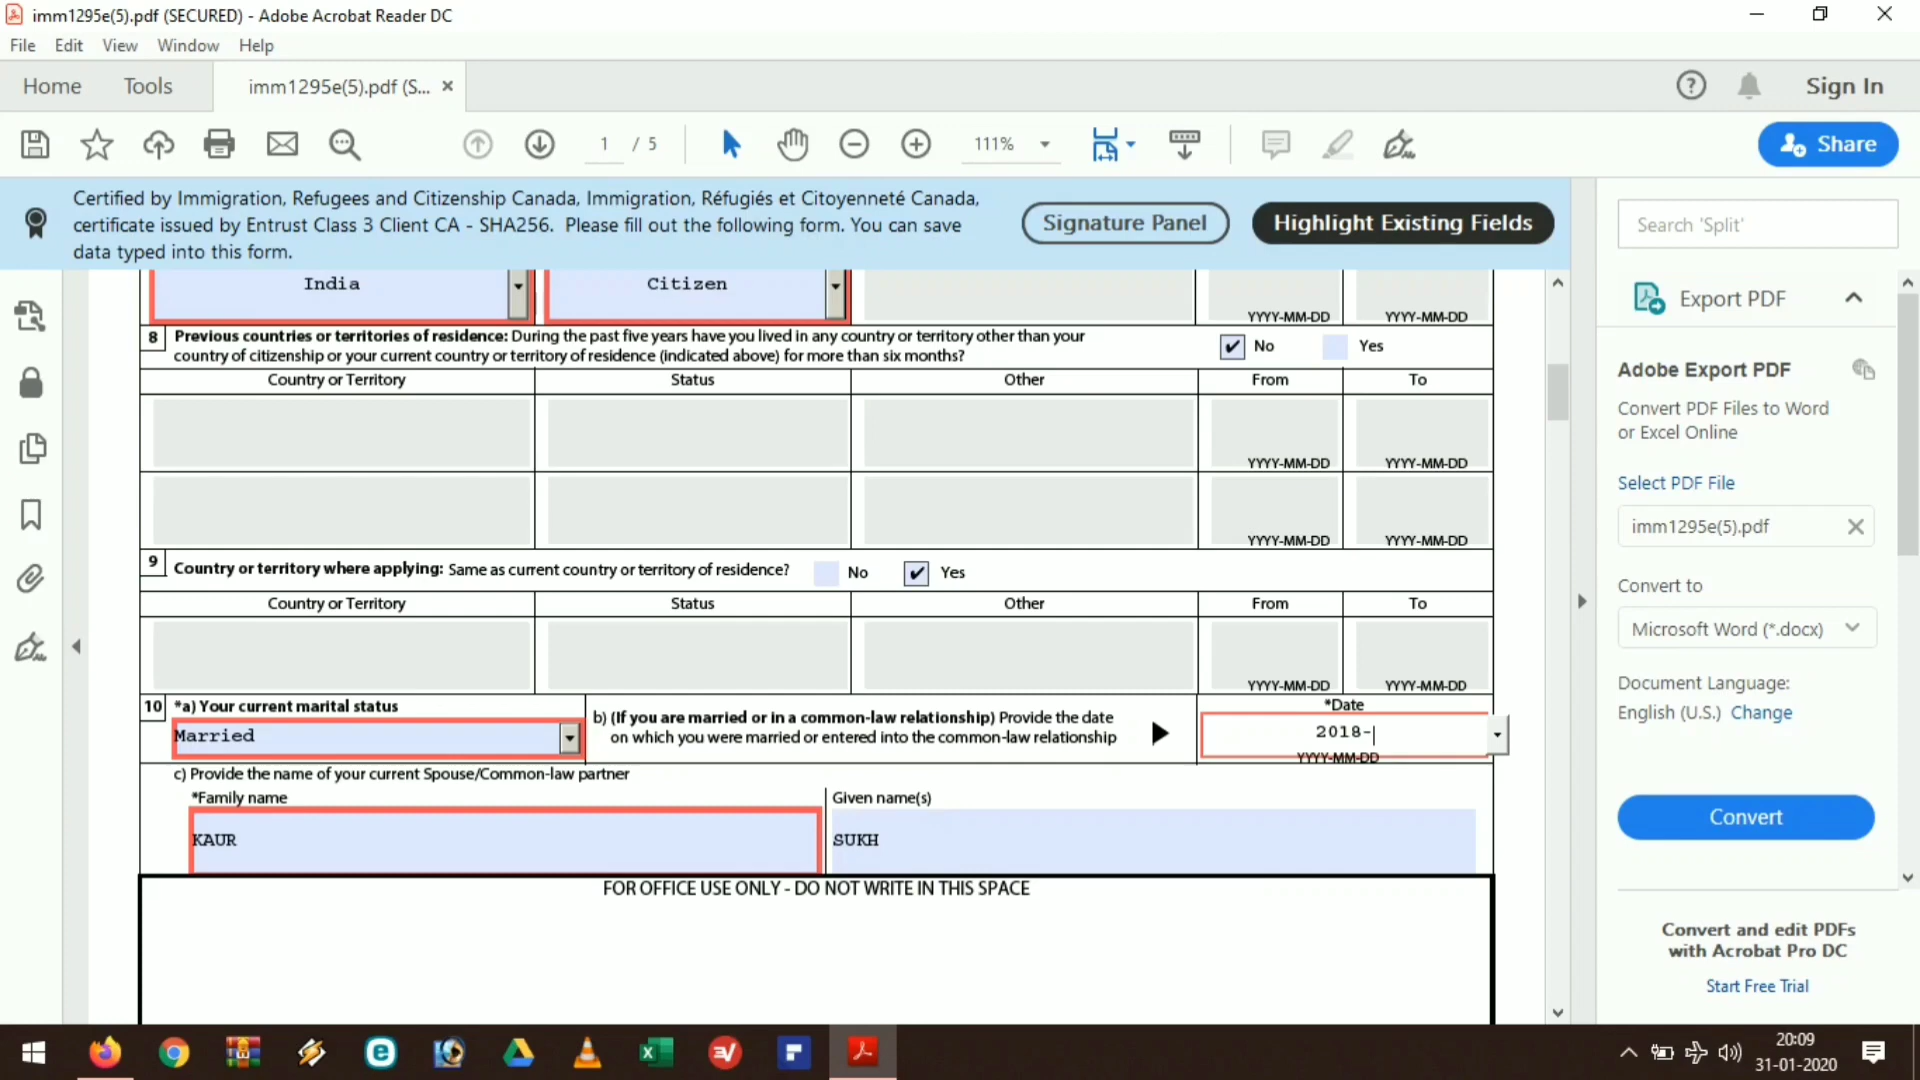 imm1295e(5).pdf (SECURED) - Adobe Acrobat Reader DC
File Edit View Window Help
Home Tools imm1295e(5).pdf (S... × Sign In
1 / 5 111% Share
Certified by Immigration, Refugees and Citizenship Canada, Immigration, Réfugiés et Citoyenneté Canada,
certificate issued by Entrust Class 3 Client CA - SHA256. Please fill out the following form. You can save
data typed into this form.
Signature Panel
Highlight Existing Fields
India Citizen
YYYY-MM-DD YYYY-MM-DD
8 Previous countries or territories of residence: During the past five years have you lived in any country or territory other than your
country of citizenship or your current country or territory of residence (indicated above) for more than six months?
No Yes
Country or Territory Status Other From To
YYYY-MM-DD YYYY-MM-DD
YYYY-MM-DD YYYY-MM-DD
9 Country or territory where applying: Same as current country or territory of residence? No Yes
Country or Territory Status Other From To
YYYY-MM-DD YYYY-MM-DD
10 *a) Your current marital status
Married
b) (If you are married or in a common-law relationship) Provide the date
on which you were married or entered into the common-law relationship
*Date
2018-
YYYY-MM-DD
c) Provide the name of your current Spouse/Common-law partner
*Family name Given name(s)
KAUR SUKH
FOR OFFICE USE ONLY - DO NOT WRITE IN THIS SPACE
Search 'Split'
Export PDF
Adobe Export PDF
Convert PDF Files to Word
or Excel Online
Select PDF File
imm1295e(5).pdf
Convert to
Microsoft Word (*.docx)
Document Language:
English (U.S.) Change
Convert
Convert and edit PDFs
with Acrobat Pro DC
Start Free Trial
20:09
31-01-2020